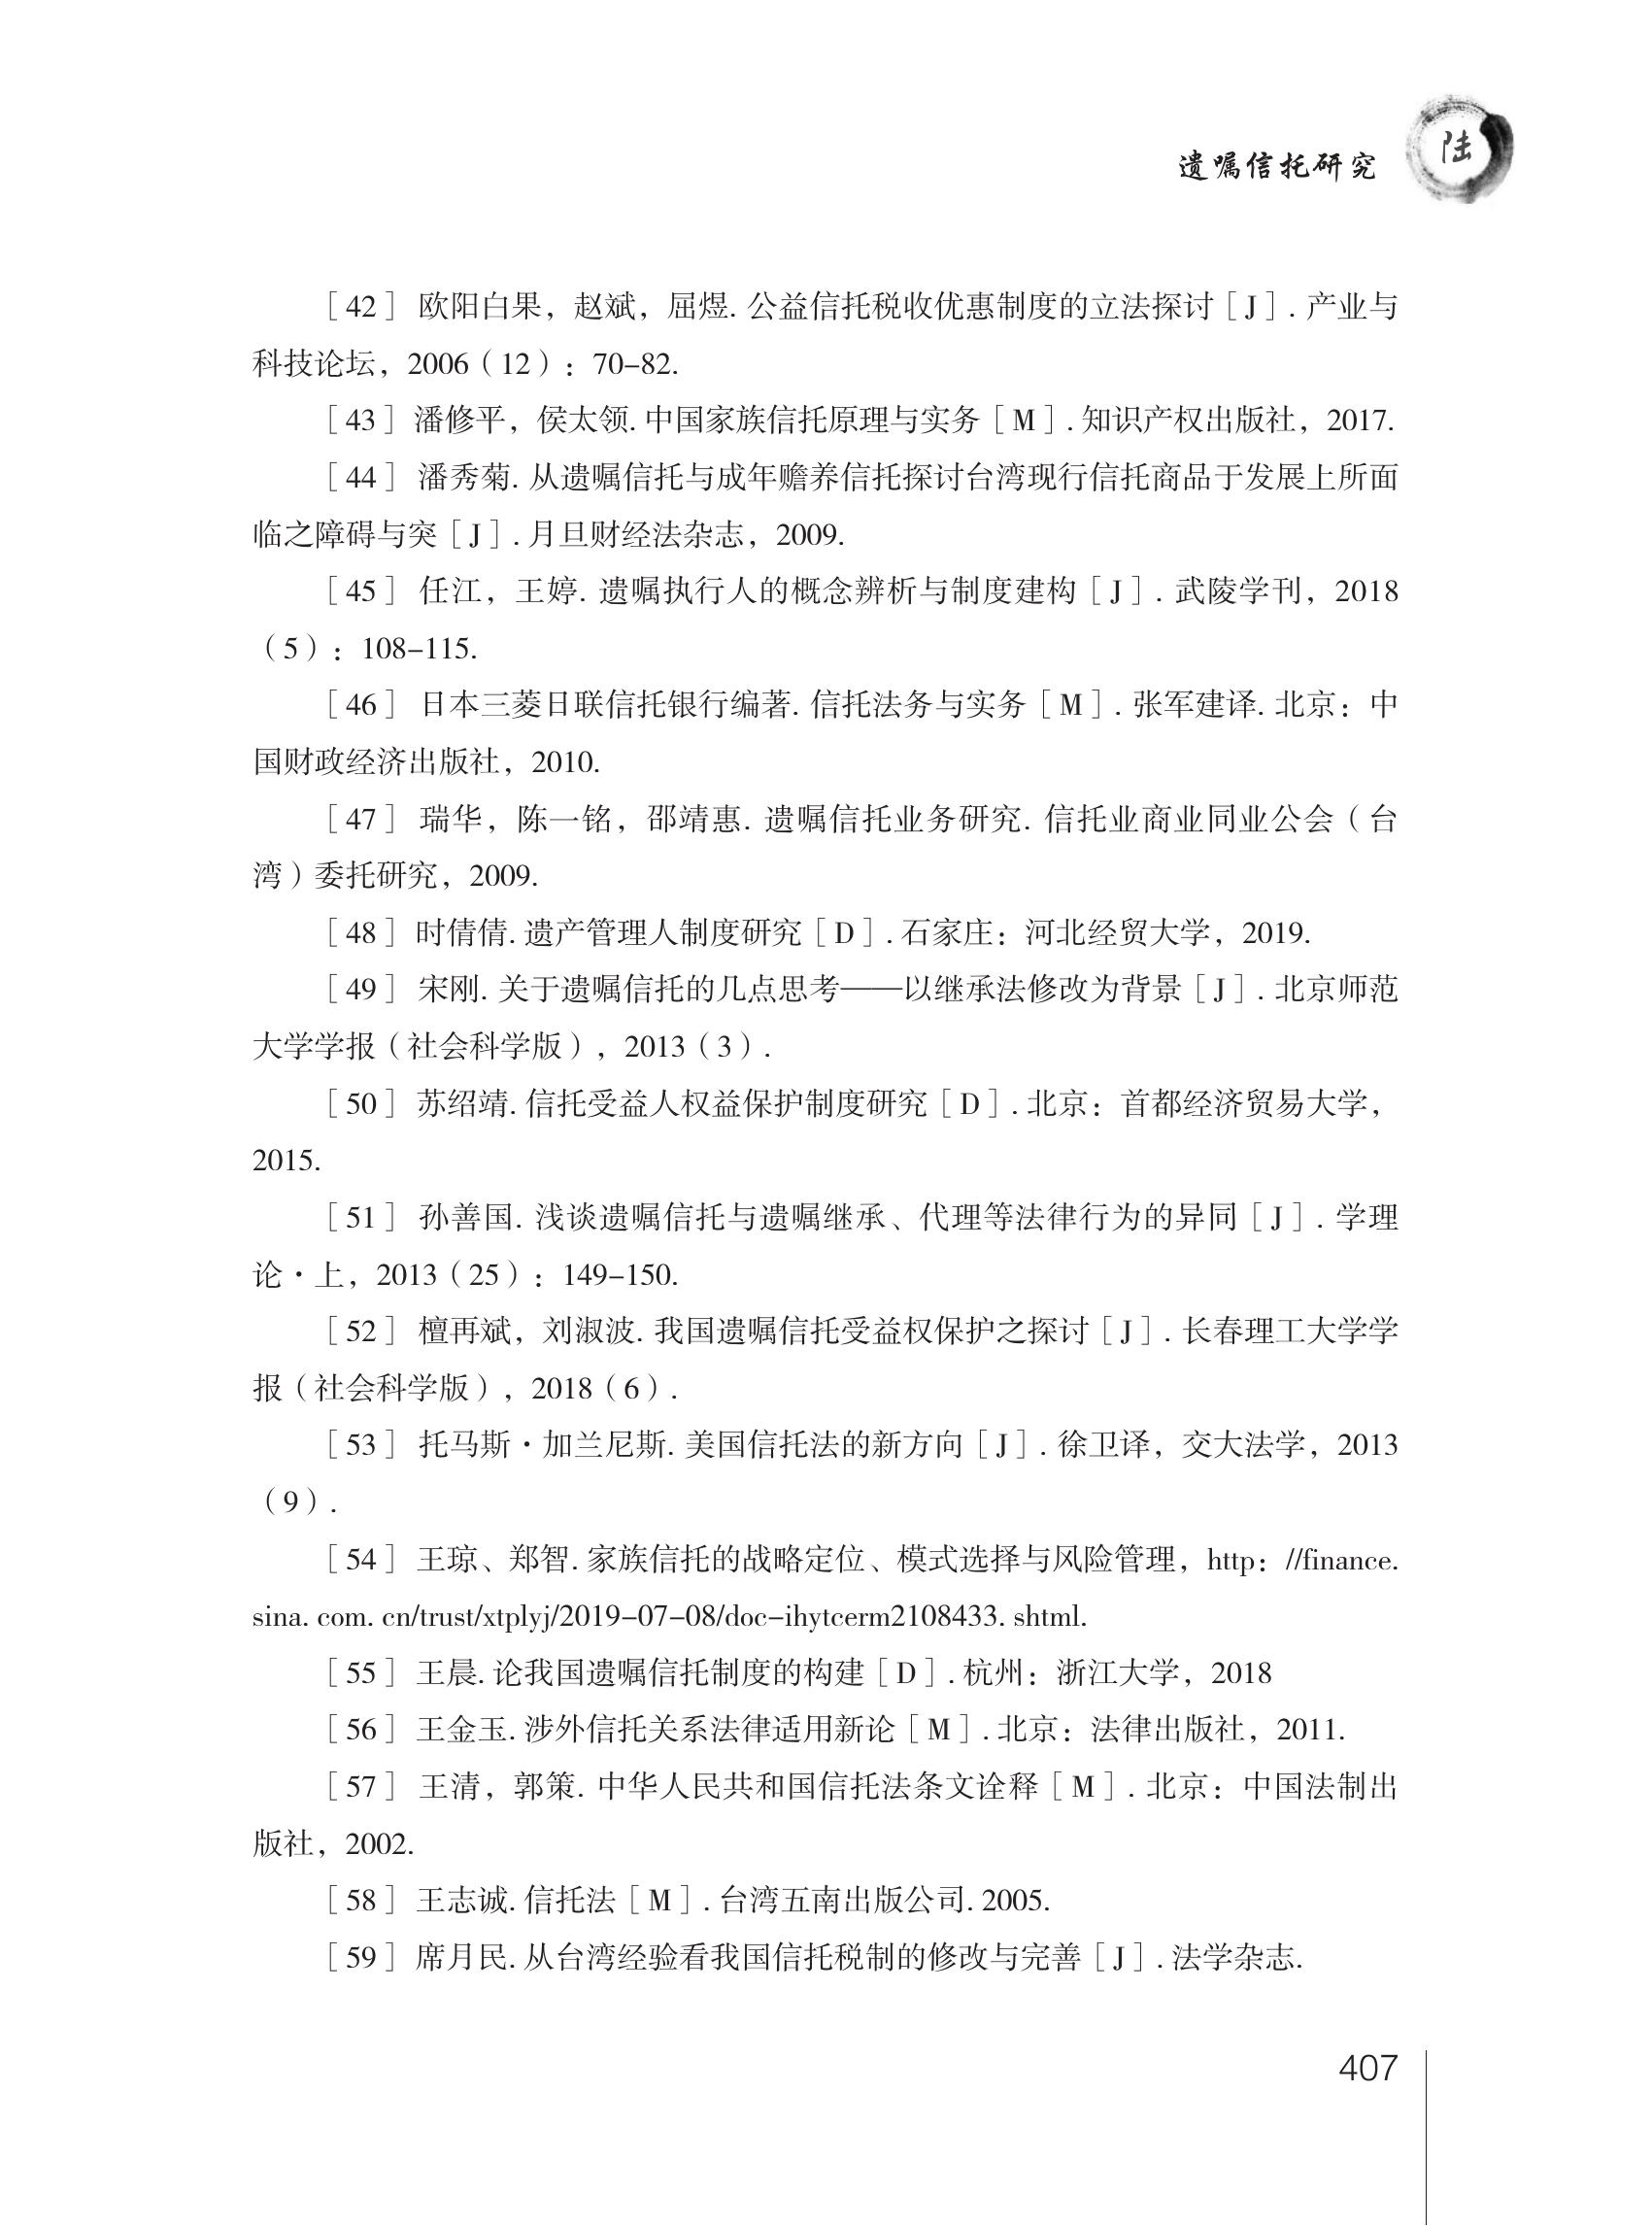 遗嘱信托研究
陆
［42］ 欧阳白果，赵斌，屈煜. 公益信托税收优惠制度的立法探讨［J］. 产业与
科技论坛，2006（12）：70-82.
［43］ 潘修平，侯太领. 中国家族信托原理与实务［M］. 知识产权出版社，2017.
［44］ 潘秀菊. 从遗嘱信托与成年赡养信托探讨台湾现行信托商品于发展上所面
临之障碍与突［J］. 月旦财经法杂志，2009.
［45］ 任江，王婷. 遗嘱执行人的概念辨析与制度建构［J］. 武陵学刊，2018
（5）：108-115.
［46］ 日本三菱日联信托银行编著. 信托法务与实务［M］. 张军建译. 北京：中
国财政经济出版社，2010.
［47］ 瑞华，陈一铭，邵靖惠. 遗嘱信托业务研究. 信托业商业同业公会（台
湾）委托研究，2009.
［48］ 时倩倩. 遗产管理人制度研究［D］. 石家庄：河北经贸大学，2019.
［49］ 宋刚. 关于遗嘱信托的几点思考——以继承法修改为背景［J］. 北京师范
大学学报（社会科学版），2013（3）.
［50］ 苏绍靖. 信托受益人权益保护制度研究［D］. 北京：首都经济贸易大学，
2015.
［51］ 孙善国. 浅谈遗嘱信托与遗嘱继承、代理等法律行为的异同［J］. 学理
论·上，2013（25）：149-150.
［52］ 檀再斌，刘淑波. 我国遗嘱信托受益权保护之探讨［J］. 长春理工大学学
报（社会科学版），2018（6）.
［53］ 托马斯·加兰尼斯. 美国信托法的新方向［J］. 徐卫译，交大法学，2013
（9）.
［54］ 王琼、郑智. 家族信托的战略定位、模式选择与风险管理，http：//finance.
sina. com. cn/trust/xtplyj/2019-07-08/doc-ihytcerm2108433. shtml.
［55］ 王晨. 论我国遗嘱信托制度的构建［D］. 杭州：浙江大学，2018
［56］ 王金玉. 涉外信托关系法律适用新论［M］. 北京：法律出版社，2011.
［57］ 王清，郭策. 中华人民共和国信托法条文诠释［M］. 北京：中国法制出
版社，2002.
［58］ 王志诚. 信托法［M］. 台湾五南出版公司. 2005.
［59］ 席月民. 从台湾经验看我国信托税制的修改与完善［J］. 法学杂志.
407